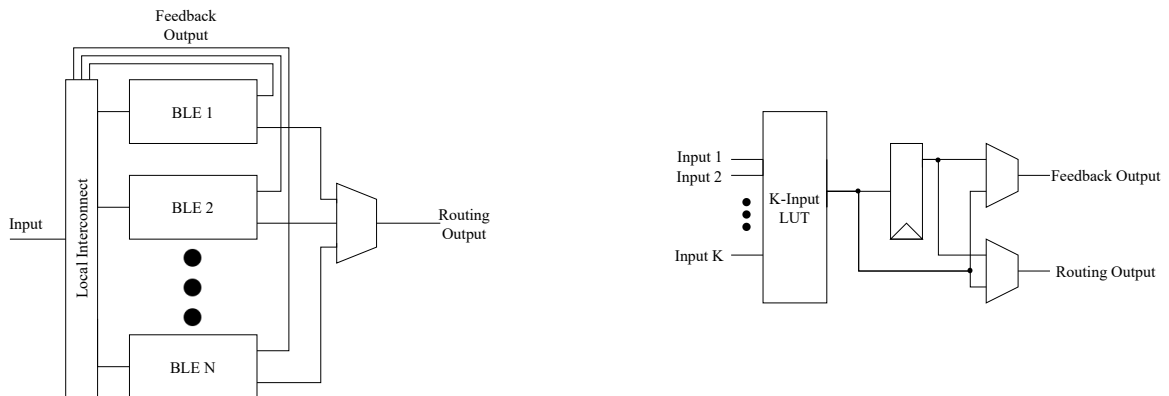 Feedback
Output
BLE 1
BLE 2
Input
Local Interconnect
Routing
Output
BLE N
Input 1
Input 2
K-Input
LUT
Input K
Feedback Output
Routing Output